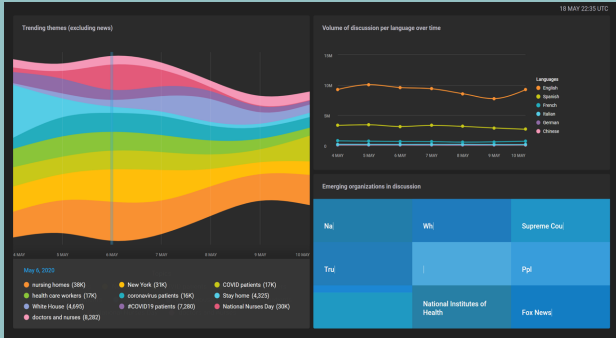 18 MAY 22:35 UTC
Trending themes (excluding news)
4 MAY 5 MAY 6 MAY 7 MAY 8 MAY 9 MAY 10 MAY
May 6, 2020
nursing homes (38K) New York (31K) COVID patients (17K)
health care workers (17K) coronavirus patients (16K) Stay home (4,325)
White House (4,695) #COVID19 patients (7,280) National Nurses Day (30K)
doctors and nurses (8,282)
Volume of discussion per language over time
15M
10M
5M
0
4 MAY 5 MAY 6 MAY 7 MAY 8 MAY 9 MAY 10 MAY
Languages
English
Spanish
French
Italian
German
Chinese
Emerging organizations in discussion
Na Wh Supreme Cou
Tru Ppl
National Institutes of
Health
Fox News